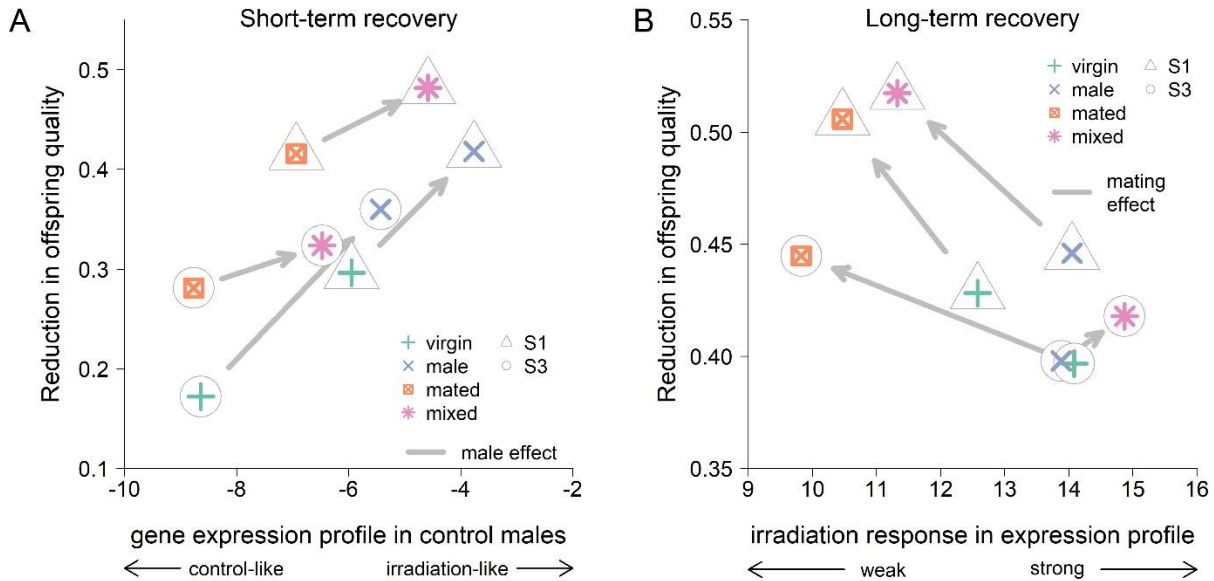 A
Short-term recovery
Reduction in offspring quality
0.5
0.4
0.3
0.2
0.1
-10
-8
-6
-4
-2
virgin
male
mated
mixed
S1
S3
male effect
gene expression profile in control males
control-like
irradiation-like
B
Long-term recovery
Reduction in offspring quality
0.55
0.50
0.45
0.40
0.35
9
10
11
12
13
14
15
16
virgin
male
mated
mixed
S1
S3
mating
effect
irradiation response in expression profile
weak
strong